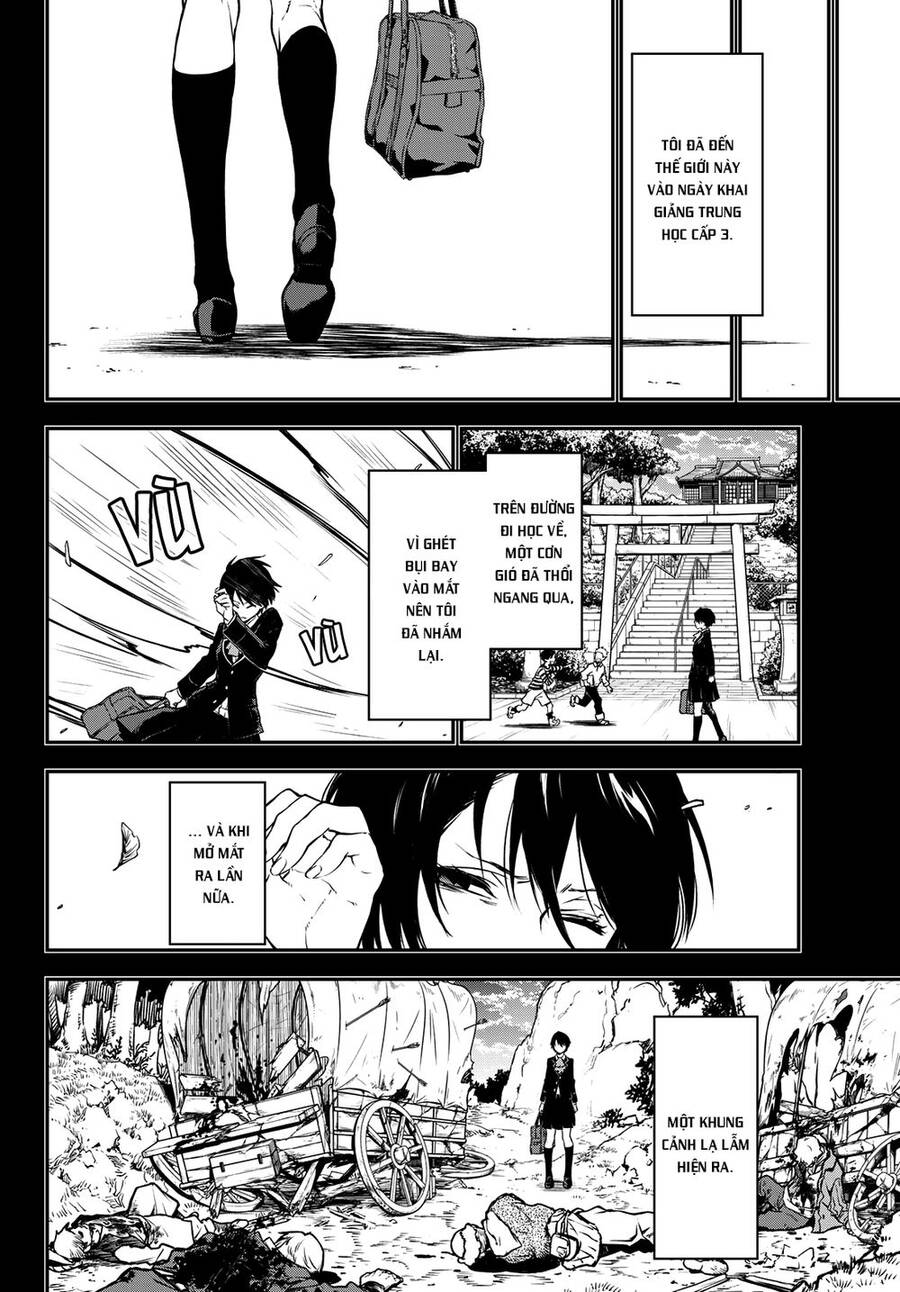 TÔI ĐÃ ĐẾN
THẾ GIỚI NÀY
VÀO NGÀY KHAI
GIẢNG TRUNG
HỌC CẤP 3.
TRÊN ĐƯỜNG
ĐI HỌC VỀ,
MỘT CƠN
GIÓ ĐÃ THỔI
NGANG QUA,
VÌ GHÉT
BỤI BAY
VÀO MẮT
NÊN TÔI
ĐÃ NHẮM
LẠI.
VÙ
VÙ
... VÀ KHI
MỞ MẮT
RA LẦN
NỮA.
MỘT KHUNG
CẢNH LẠ LẪM
HIỆN RA.